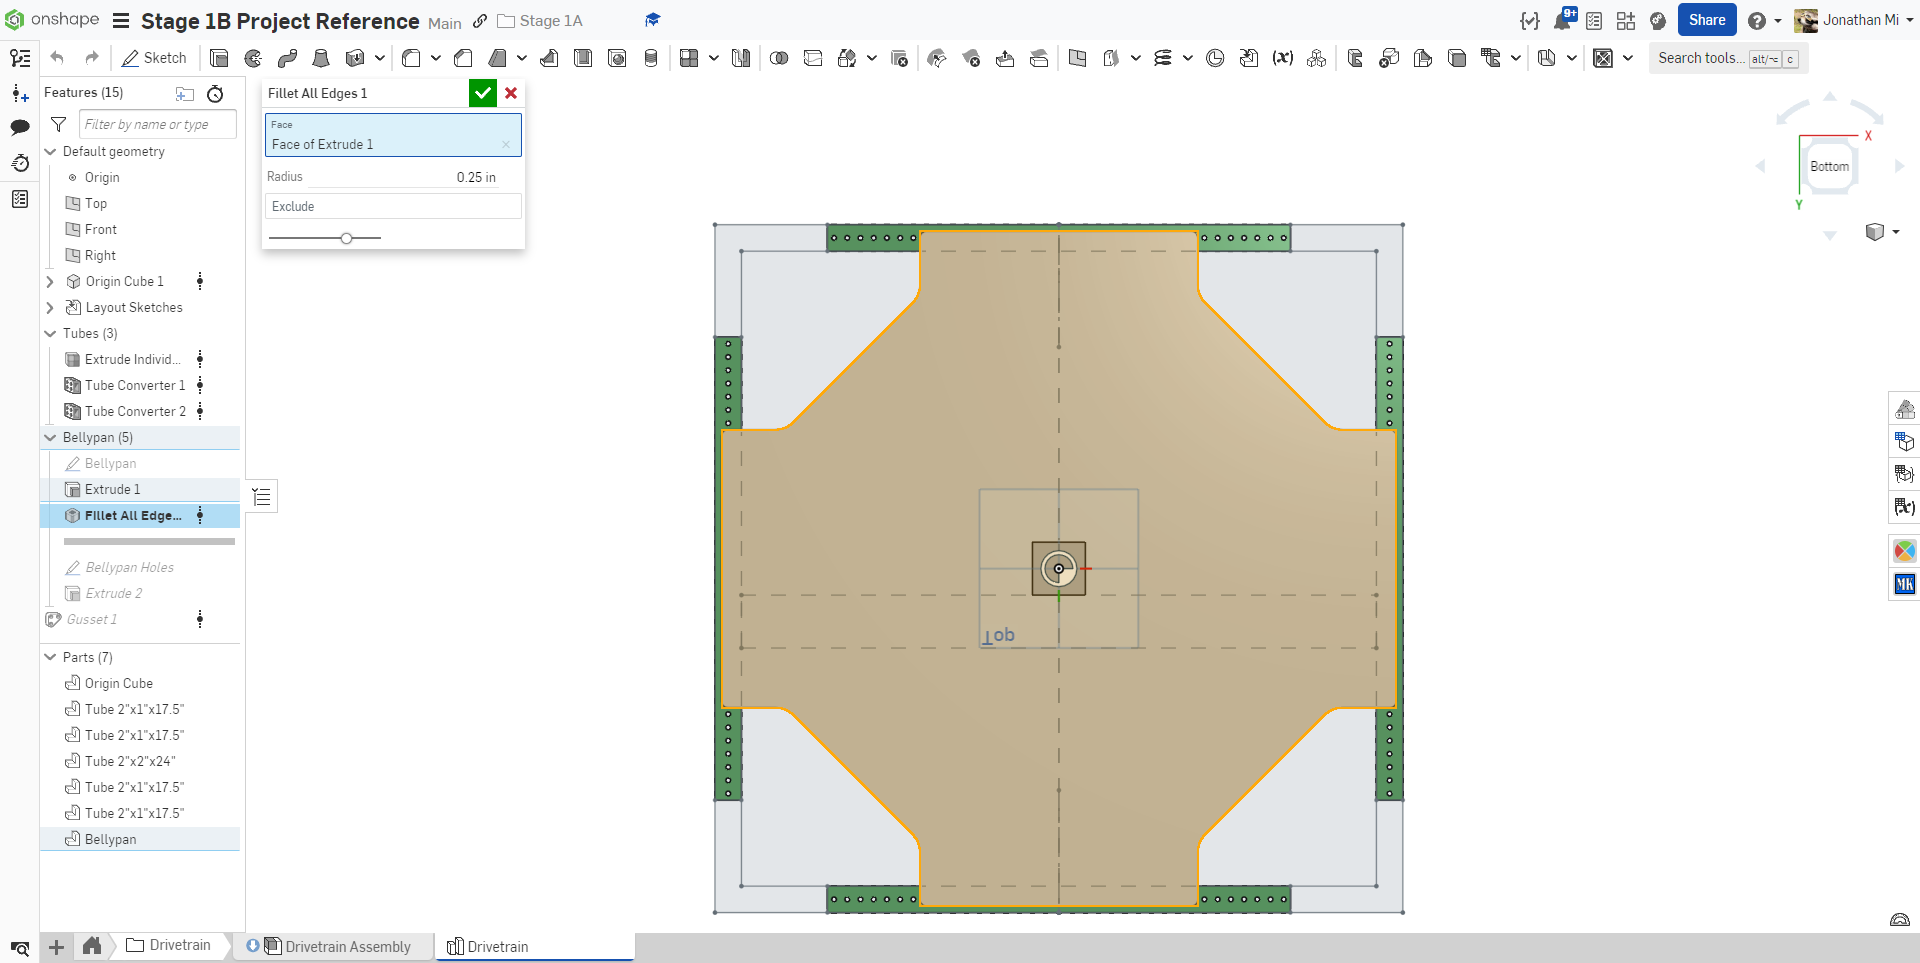 onshape
Stage 1B Project Reference
Main
Stage 1A
9+
Share
Jonathan Mi
Sketch
Search tools... alt/⌥ c
Features (15)
Filter by name or type
Default geometry
Origin
Top
Front
Right
Origin Cube 1
Layout Sketches
Tubes (3)
Extrude Individ...
Tube Converter 1
Tube Converter 2
Bellypan (5)
Bellypan
Extrude 1
Fillet All Edge...
Bellypan Holes
Extrude 2
Gusset 1
Parts (7)
Origin Cube
Tube 2"x1"x17.5"
Tube 2"x1"x17.5"
Tube 2"x2"x24"
Tube 2"x1"x17.5"
Tube 2"x1"x17.5"
Bellypan
Fillet All Edges 1
Face
Face of Extrude 1
Radius 0.25 in
Exclude
Top
X
Bottom
Y
MK
Drivetrain
Drivetrain Assembly
Drivetrain